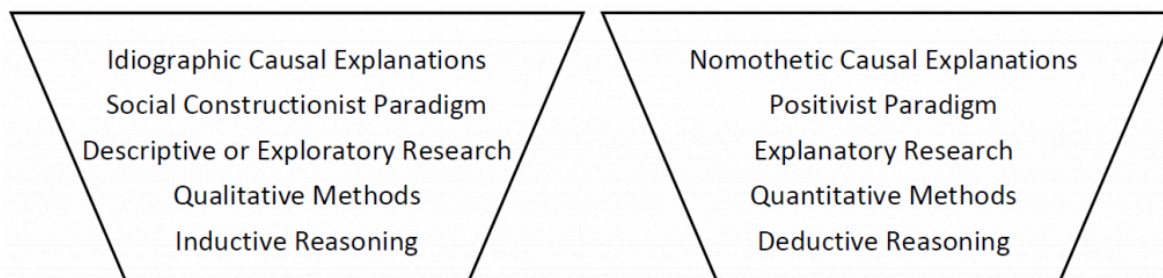 Idiographic Causal Explanations
Social Constructionist Paradigm
Descriptive or Exploratory Research
Qualitative Methods
Inductive Reasoning
Nomothetic Causal Explanations
Positivist Paradigm
Explanatory Research
Quantitative Methods
Deductive Reasoning